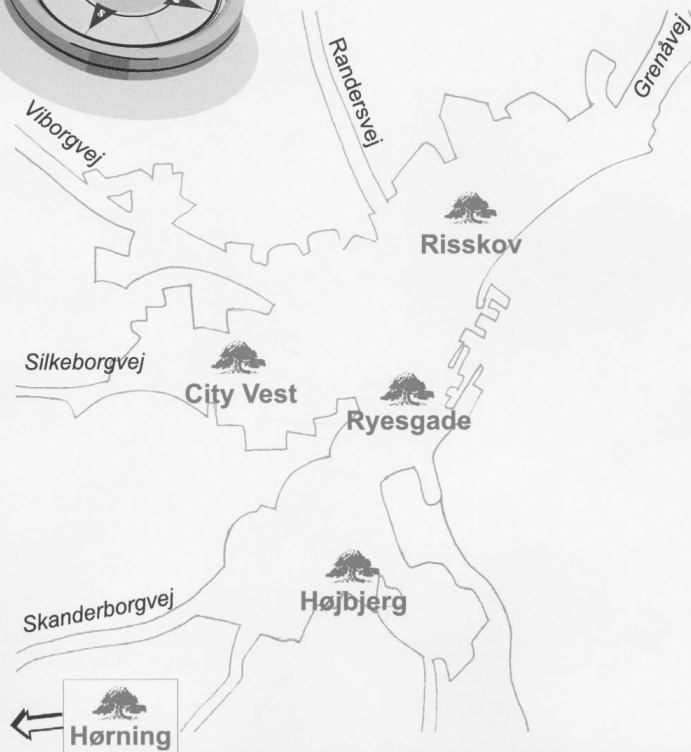 Viborgvej
Randersvej
Grenåvej
Risskov
Silkeborgvej
City Vest
Ryesgade
Højbjerg
Skanderborgvej
Hørning